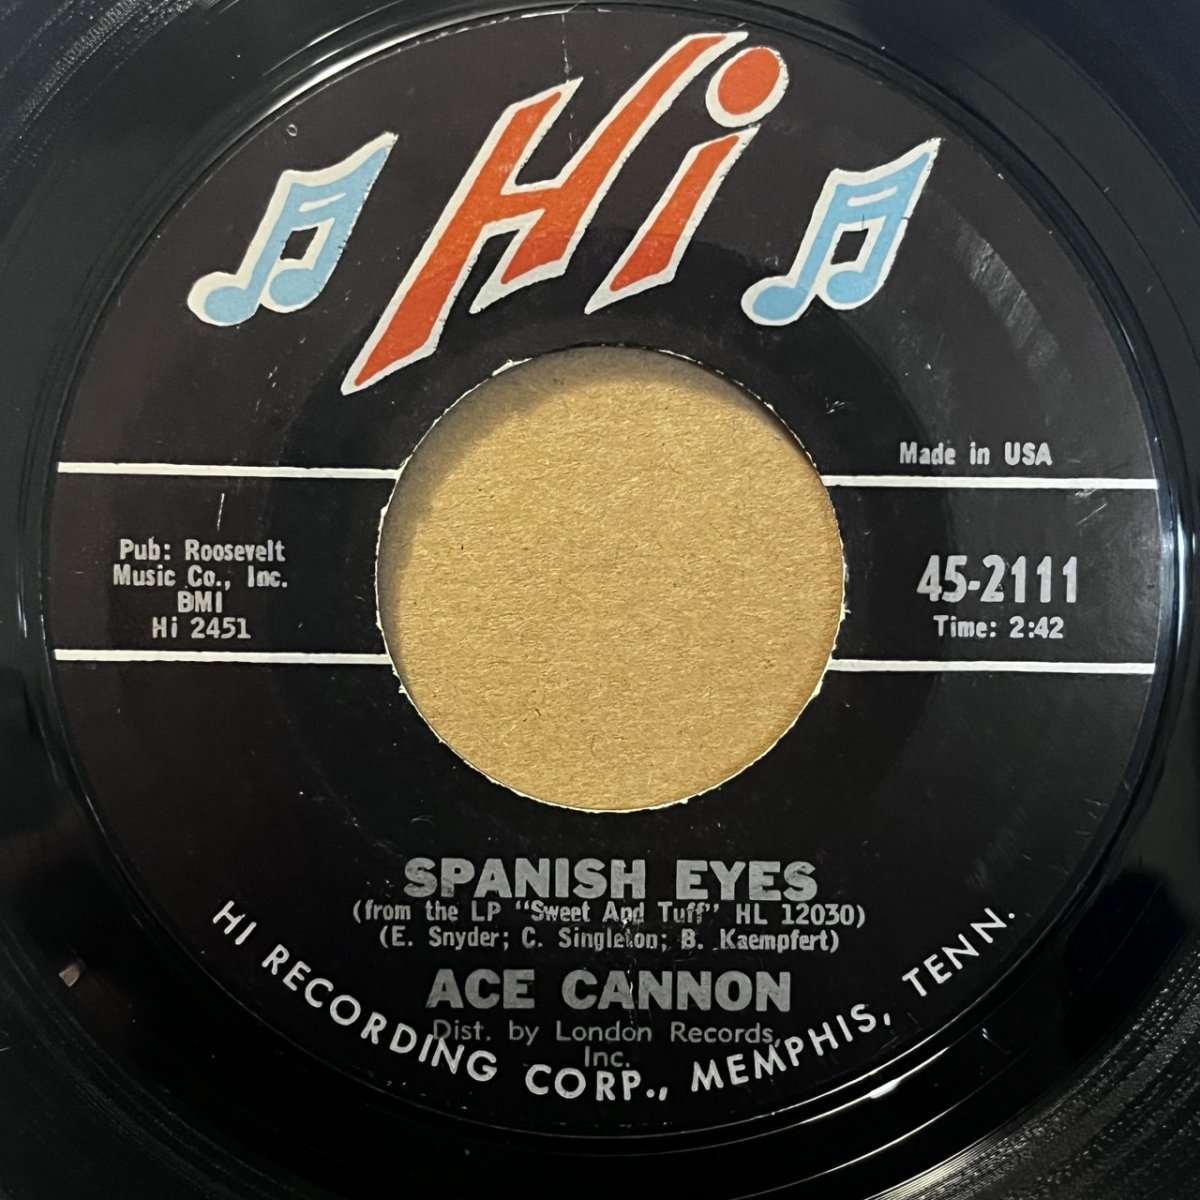 Hi
Made in USA
Pub: Roosevelt
Music Co., Inc.
BMI
Hi 2451
45-2111
Time: 2:42
SPANISH EYES
(from the LP "Sweet And Tuff" HL 12030)
(E. Snyder; C. Singleton; B. Kaempfert)
ACE CANNON
Dist. by London Records,
Inc.
HI RECORDING CORP., MEMPHIS, TENN.